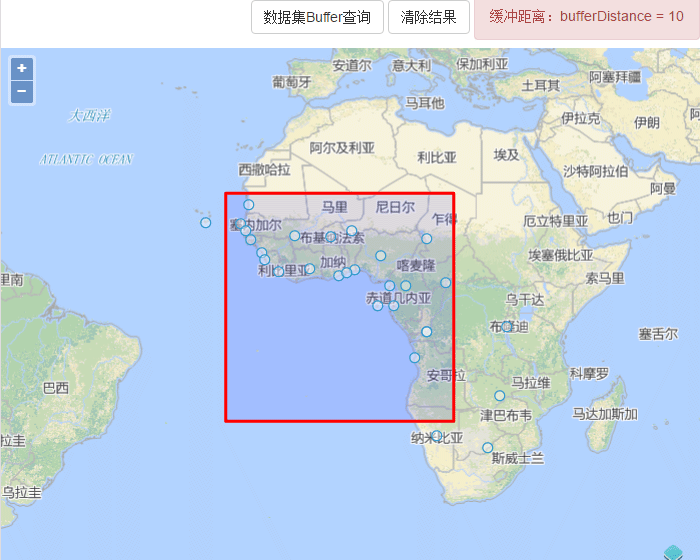 数据集Buffer查询 清除结果 缓冲距离：bufferDistance = 10
+
−
安道尔 意大利 保加利亚
葡萄牙 土耳其 阿塞拜疆
马耳他
大西洋 伊拉克 伊朗
阿尔及利亚 利比亚 埃及
ATLANTIC OCEAN
西撒哈拉 沙特阿拉伯
阿曼
马里 尼日尔
乍得 也门
塞内加尔 厄立特里亚
布基纳法索
加纳 喀麦隆 埃塞俄比亚
利比里亚 索马里
里南
赤道几内亚 乌干达
布隆迪 塞舌尔
安哥拉 科摩罗
巴西 马拉维
津巴布韦 马达加斯加
拉圭 纳米比亚
斯威士兰
乌拉圭